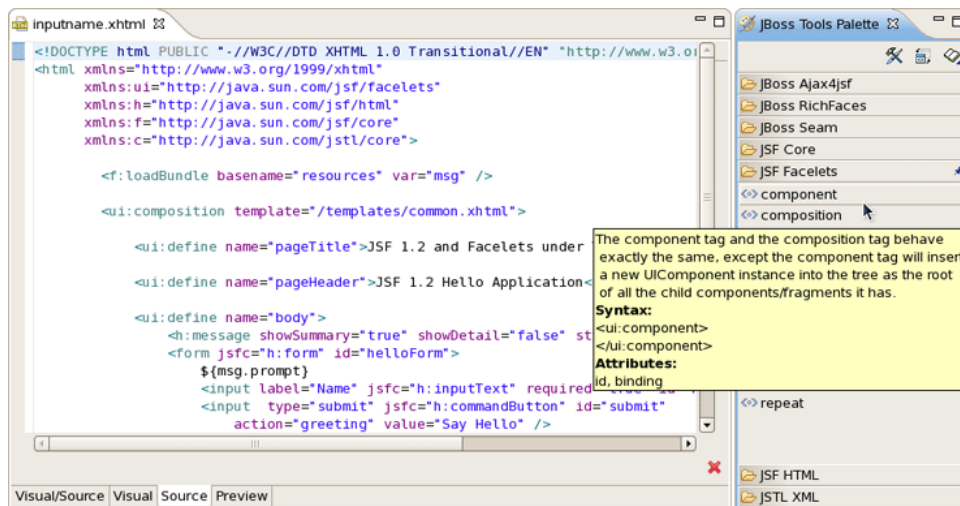 inputname.xhtml
<!DOCTYPE html PUBLIC "-//W3C//DTD XHTML 1.0 Transitional//EN" "http://www.w3.or
<html xmlns="http://www.w3.org/1999/xhtml"
xmlns:ui="http://java.sun.com/jsf/facelets"
xmlns:h="http://java.sun.com/jsf/html"
xmlns:f="http://java.sun.com/jsf/core"
xmlns:c="http://java.sun.com/jstl/core">
<f:loadBundle basename="resources" var="msg" />
<ui:composition template="/templates/common.xhtml">
<ui:define name="pageTitle">JSF 1.2 and Facelets under
<ui:define name="pageHeader">JSF 1.2 Hello Application<
<ui:define name="body">
<h:message showSummary="true" showDetail="false" st
<form jsfc="h:form" id="helloForm">
${msg.prompt}
<input label="Name" jsfc="h:inputText" required
<input  type="submit" jsfc="h:commandButton" id="submit"
action="greeting" value="Say Hello" />
Visual/Source
Visual
Source
Preview
JBoss Tools Palette
JBoss Ajax4jsf
JBoss RichFaces
JBoss Seam
JSF Core
JSF Facelets
component
composition
The component tag and the composition tag behave
exactly the same, except the component tag will inser
a new UIComponent instance into the tree as the root
of all the child components/fragments it has.
Syntax:
<ui:component>
</ui:component>
Attributes:
id, binding
repeat
JSF HTML
JSTL XML